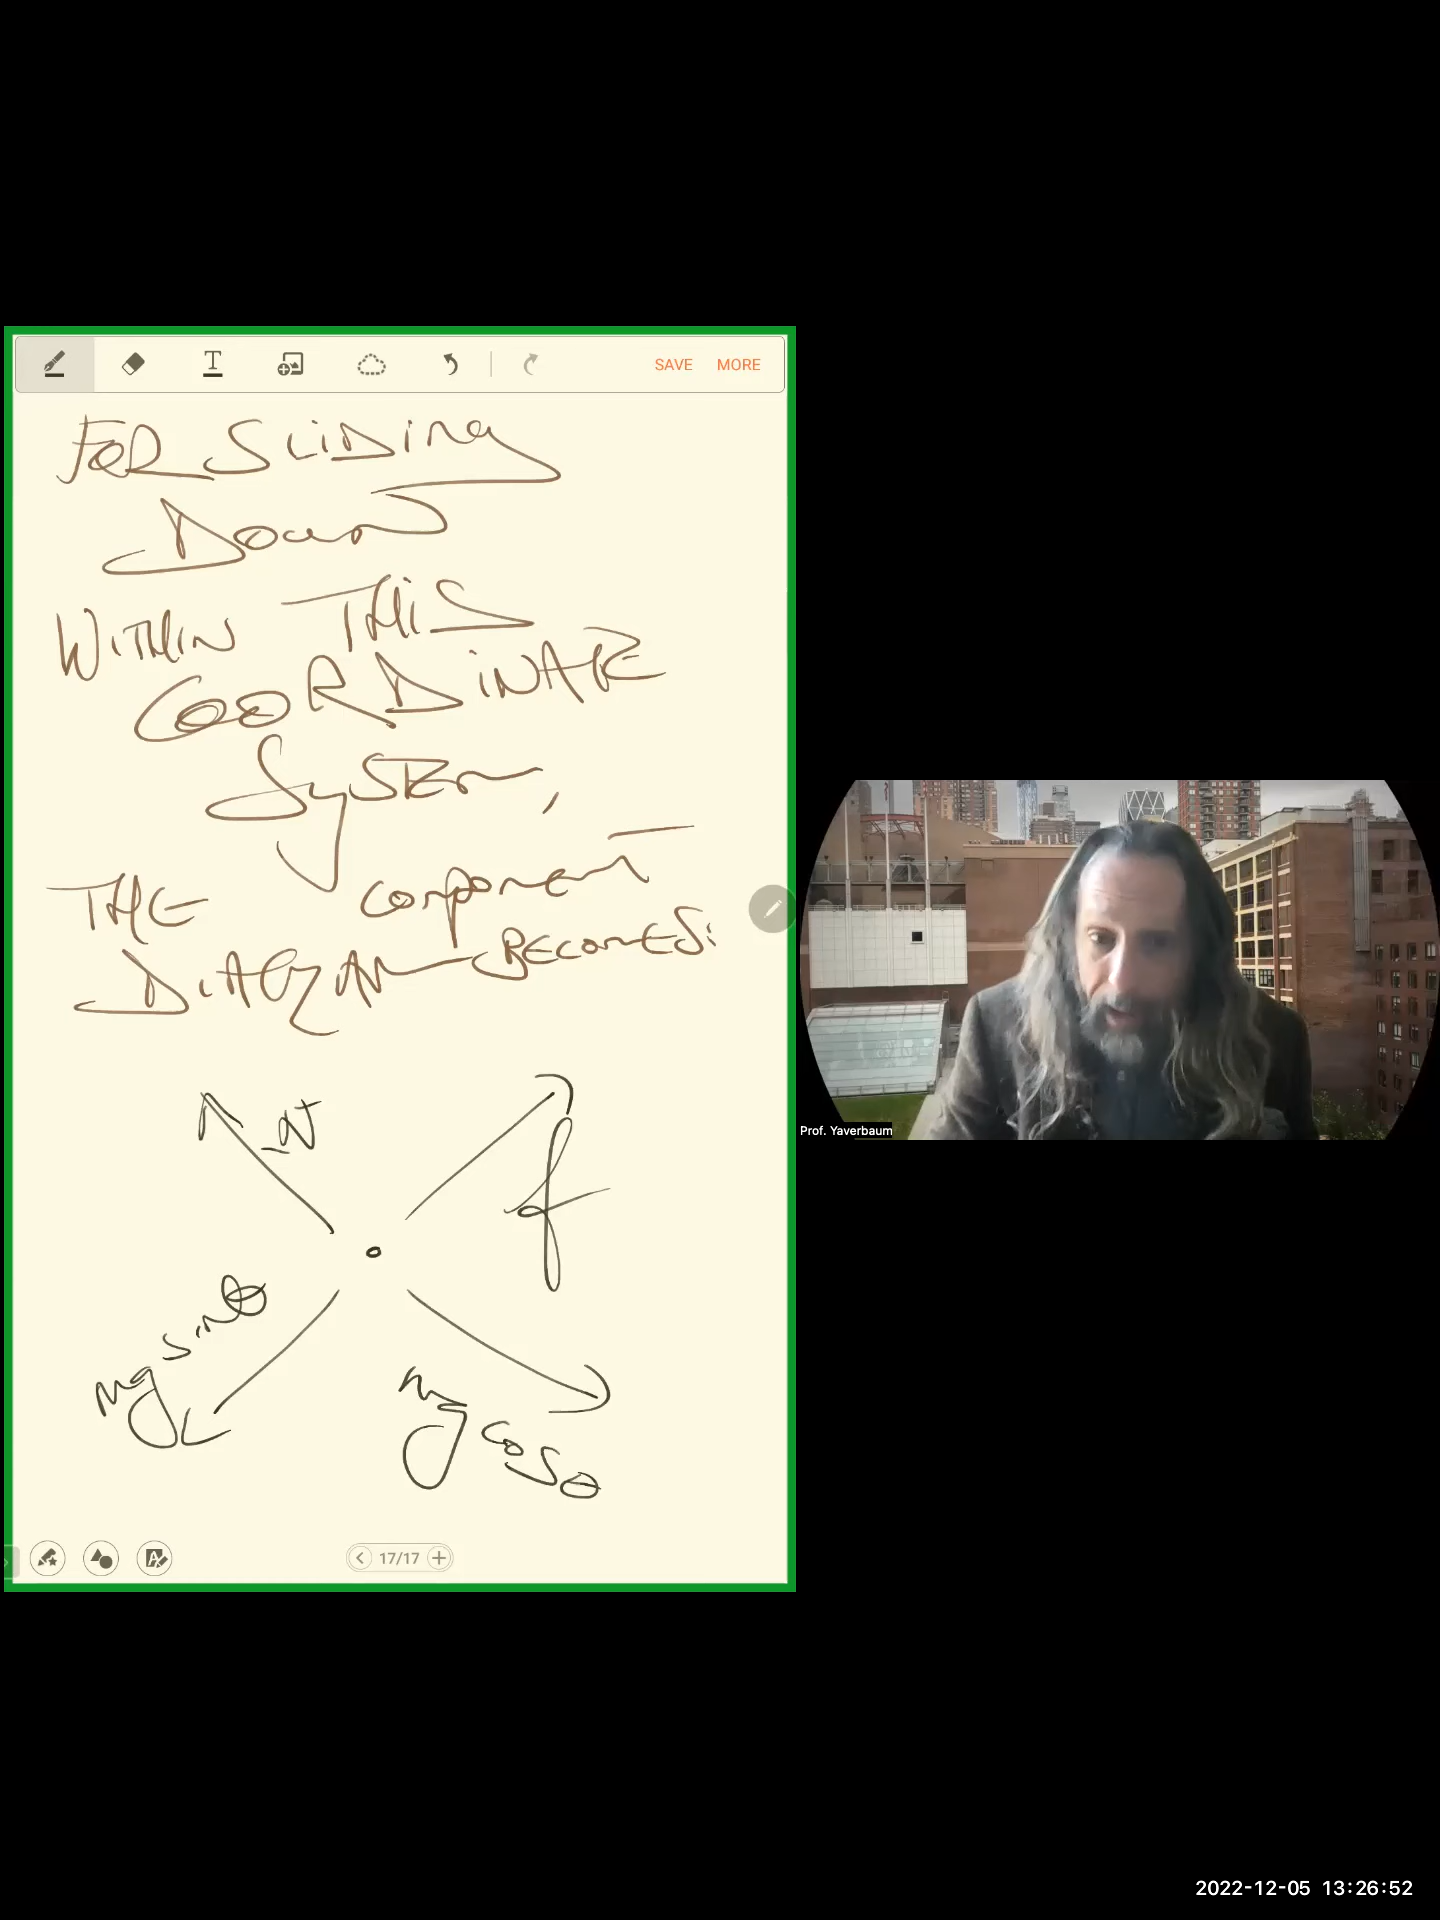 T
SAVE MORE
FOR SLIDING
DOWN
WITHIN THIS
COORDINATE
SYSTEM,
THE component
DIAGRAM BECOMES:
N
f
mg sinθ
mg cosθ
A
17/17
Prof. Yaverbaum
2022-12-05 13:26:52